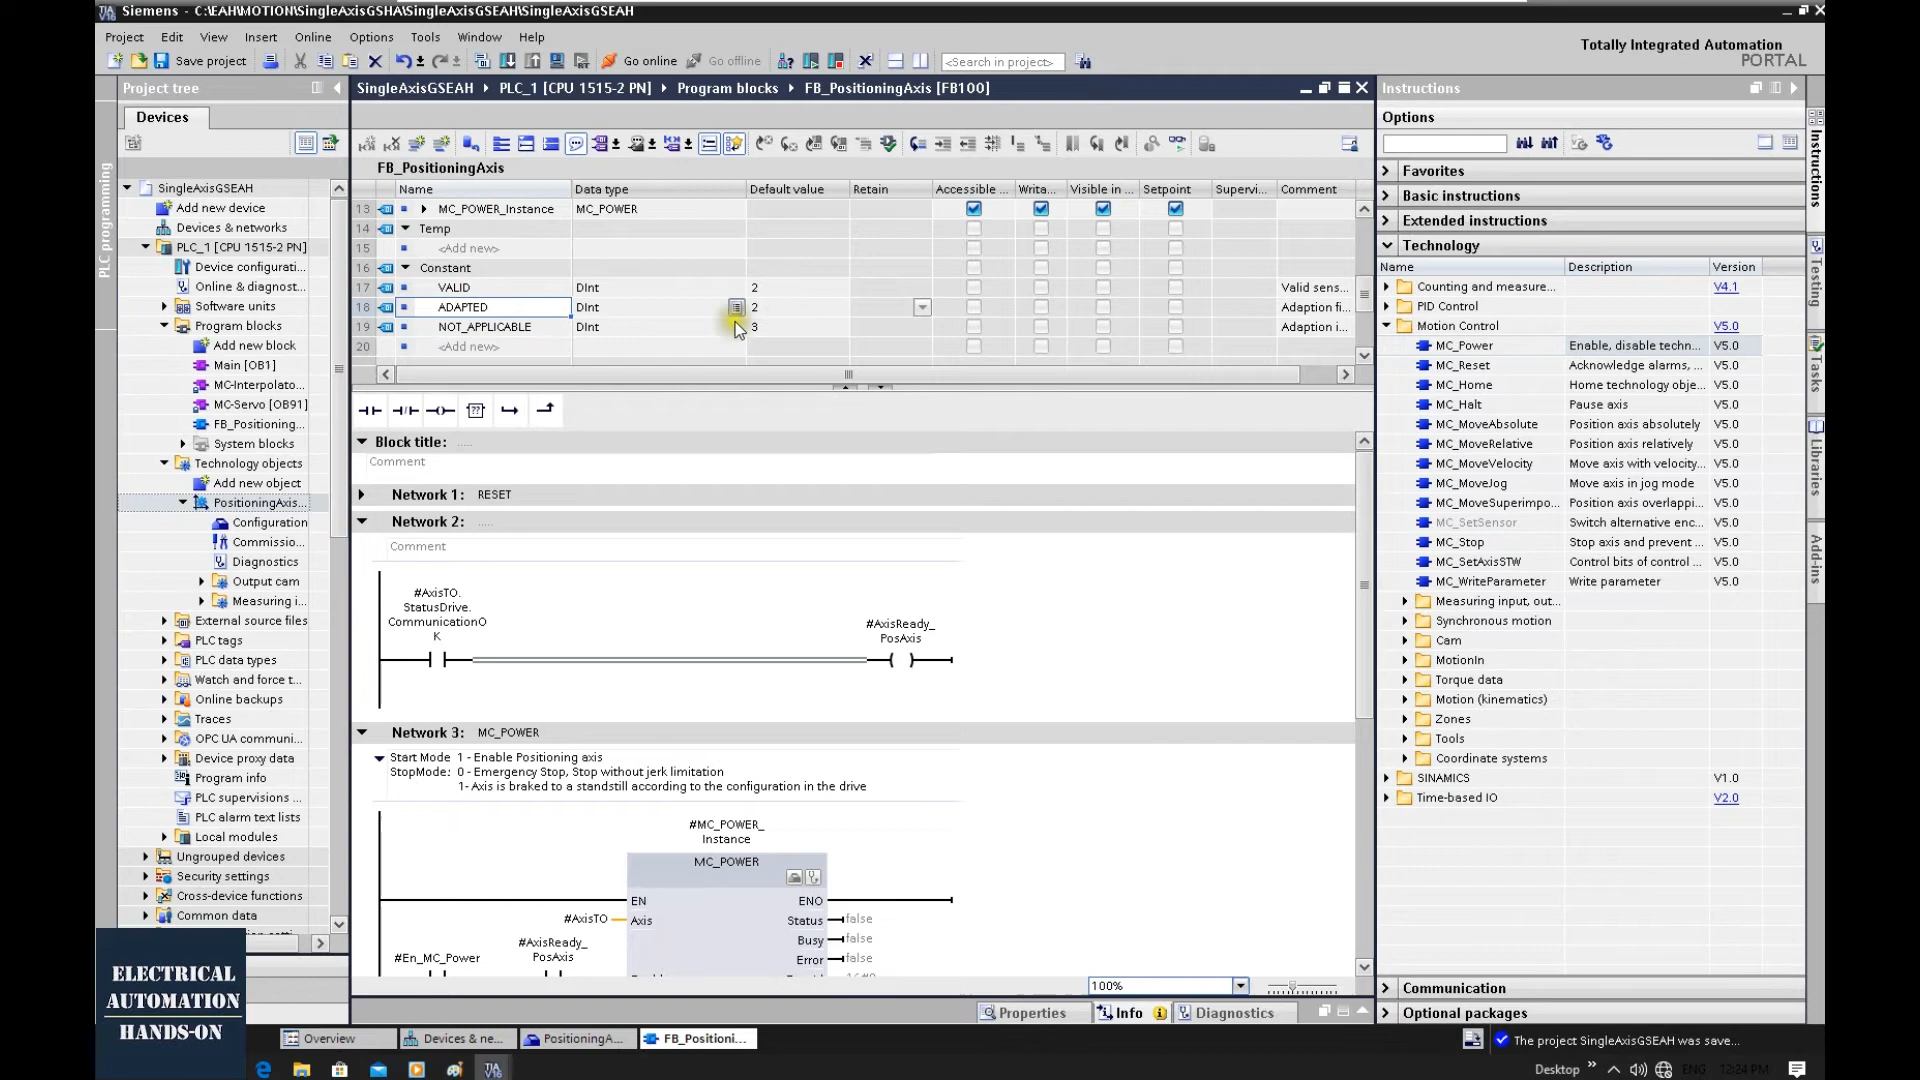 Siemens - C:\EAH\MOTION\SingleAxisGSHA\SingleAxisGSEAH\SingleAxisGSEAH
Project Edit View Insert Online Options Tools Window Help
Totally Integrated Automation
PORTAL
Save project
Go online
Go offline
<Search in project>
Project tree
Devices
PLC programming
SingleAxisGSEAH
Add new device
Devices & networks
PLC_1 [CPU 1515-2 PN]
Device configurati...
Online & diagnost...
Software units
Program blocks
Add new block
Main [OB1]
MC-Interpolato...
MC-Servo [OB91]
FB_Positioning...
System blocks
Technology objects
Add new object
PositioningAxis...
Configuration
Commissio...
Diagnostics
Output cam
Measuring i...
External source files
PLC tags
PLC data types
Watch and force t...
Online backups
Traces
OPC UA communi...
Device proxy data
Program info
PLC supervisions ...
PLC alarm text lists
Local modules
Ungrouped devices
Security settings
Cross-device functions
Common data
ELECTRICAL
AUTOMATION
HANDS-ON
SingleAxisGSEAH PLC_1 [CPU 1515-2 PN] Program blocks FB_PositioningAxis [FB100]
FB_PositioningAxis
Name Data type Default value Retain Accessible ... Writa... Visible in ... Setpoint Supervi... Comment
13 MC_POWER_Instance MC_POWER
14 Temp
15 <Add new>
16 Constant
17 VALID DInt 2 Valid sens...
18 ADAPTED DInt 2 Adaption fi...
19 NOT_APPLICABLE DInt 3 Adaption i...
20 <Add new>
??
Block title: .....
Comment
Network 1: RESET
Network 2: .....
Comment
#AxisTO.
StatusDrive.
CommunicationO
K
#AxisReady_
PosAxis
Network 3: MC_POWER
Start Mode 1 - Enable Positioning axis
StopMode: 0 - Emergency Stop, Stop without jerk limitation
1- Axis is braked to a standstill according to the configuration in the drive
#MC_POWER_
Instance
MC_POWER
EN ENO
#AxisTO Axis Status false
Busy false
Error false
#AxisReady_
PosAxis
#En_MC_Power
100%
Properties Info Diagnostics
Instructions
Options
Favorites
Basic instructions
Extended instructions
Technology
Name Description Version
Counting and measure... V4.1
PID Control
Motion Control V5.0
MC_Power Enable, disable techn... V5.0
MC_Reset Acknowledge alarms, ... V5.0
MC_Home Home technology obje... V5.0
MC_Halt Pause axis V5.0
MC_MoveAbsolute Position axis absolutely V5.0
MC_MoveRelative Position axis relatively V5.0
MC_MoveVelocity Move axis with velocity... V5.0
MC_MoveJog Move axis in jog mode V5.0
MC_MoveSuperimpo... Position axis overlappi... V5.0
MC_SetSensor Switch alternative enc... V5.0
MC_Stop Stop axis and prevent ... V5.0
MC_SetAxisSTW Control bits of control ... V5.0
MC_WriteParameter Write parameter V5.0
Measuring input, out...
Synchronous motion
Cam
MotionIn
Torque data
Motion (kinematics)
Zones
Tools
Coordinate systems
SINAMICS V1.0
Time-based IO V2.0
Communication
Optional packages
Instructions
Testing
Tasks
Libraries
Add-ins
Overview Devices & ne... PositioningA... FB_Positioni...
The project SingleAxisGSEAH was save...
Desktop ENG 12:24 PM